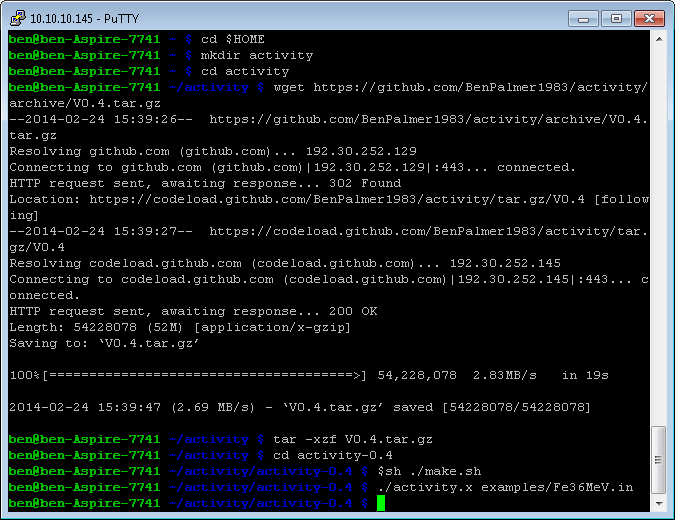 10.10.10.145 - PuTTY
ben@ben-Aspire-7741 ~ $ cd $HOME
ben@ben-Aspire-7741 ~ $ mkdir activity
ben@ben-Aspire-7741 ~ $ cd activity
ben@ben-Aspire-7741 ~/activity $ wget https://github.com/BenPalmer1983/activity/
archive/V0.4.tar.gz
--2014-02-24 15:39:26--  https://github.com/BenPalmer1983/activity/archive/V0.4.
tar.gz
Resolving github.com (github.com)... 192.30.252.129
Connecting to github.com (github.com)|192.30.252.129|:443... connected.
HTTP request sent, awaiting response... 302 Found
Location: https://codeload.github.com/BenPalmer1983/activity/tar.gz/V0.4 [follow
ing]
--2014-02-24 15:39:27--  https://codeload.github.com/BenPalmer1983/activity/tar.
gz/V0.4
Resolving codeload.github.com (codeload.github.com)... 192.30.252.145
Connecting to codeload.github.com (codeload.github.com)|192.30.252.145|:443... c
onnected.
HTTP request sent, awaiting response... 200 OK
Length: 54228078 (52M) [application/x-gzip]
Saving to: ‘V0.4.tar.gz’
100%[======================================>] 54,228,078  2.83MB/s   in 19s
2014-02-24 15:39:47 (2.69 MB/s) - ‘V0.4.tar.gz’ saved [54228078/54228078]
ben@ben-Aspire-7741 ~/activity $ tar -xzf V0.4.tar.gz
ben@ben-Aspire-7741 ~/activity $ cd activity-0.4
ben@ben-Aspire-7741 ~/activity/activity-0.4 $ $sh ./make.sh
ben@ben-Aspire-7741 ~/activity/activity-0.4 $ ./activity.x examples/Fe36MeV.in
ben@ben-Aspire-7741 ~/activity/activity-0.4 $